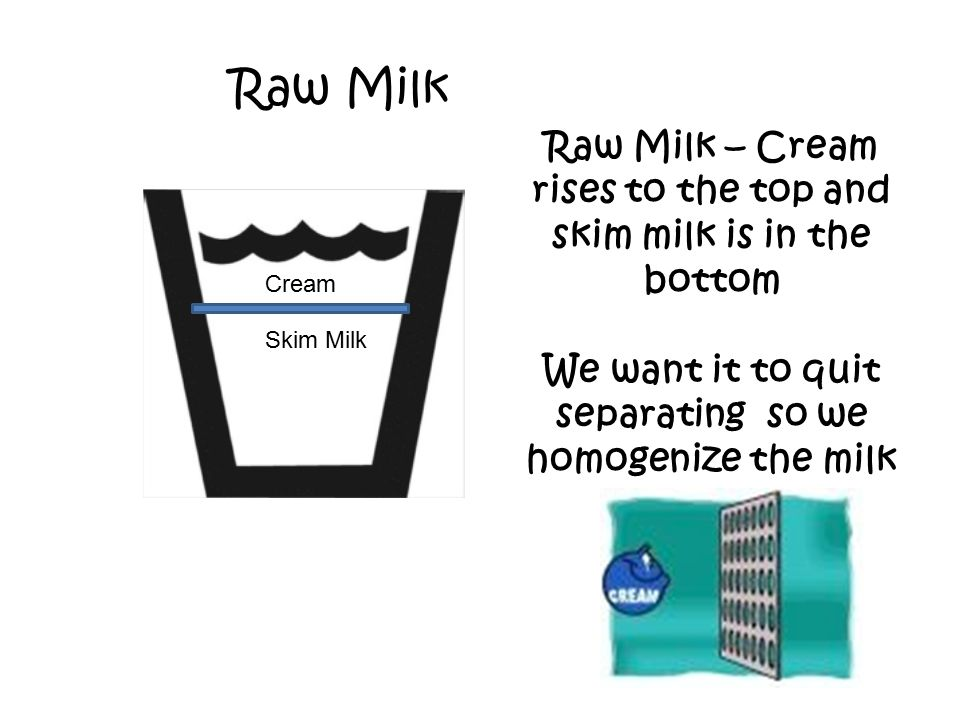 Raw Milk
Cream
Skim Milk
Raw Milk – Cream
rises to the top and
skim milk is in the
bottom
We want it to quit
separating so we
homogenize the milk
CREAM